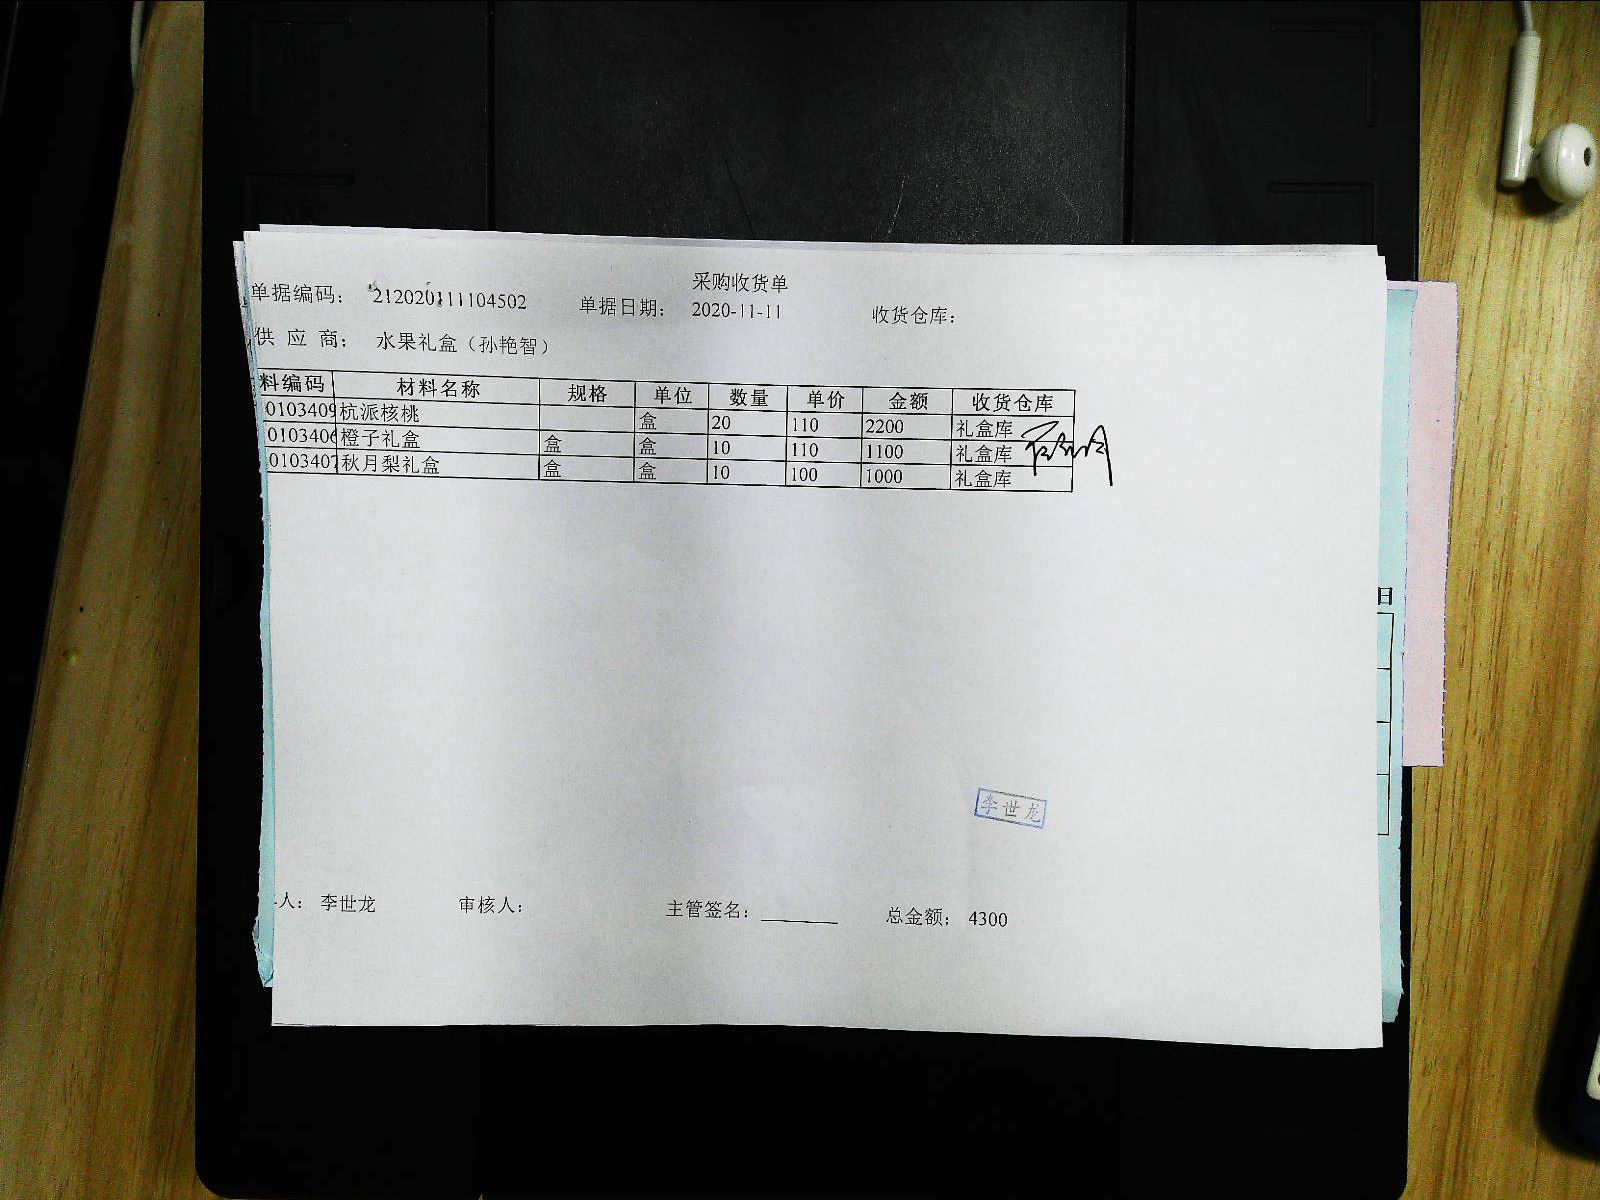 采购收货单
单据编码： 212020111104502 单据日期： 2020-11-11 收货仓库：
供 应 商： 水果礼盒（孙艳智）
料编码 材料名称 规格 单位 数量 单价 金额 收货仓库
0103409 杭派核桃 盒 20 110 2200 礼盒库
0103406 橙子礼盒 盒 盒 10 110 1100 礼盒库
0103407 秋月梨礼盒 盒 盒 10 100 1000 礼盒库
日
李世龙
人： 李世龙 审核人： 主管签名： 总金额： 4300